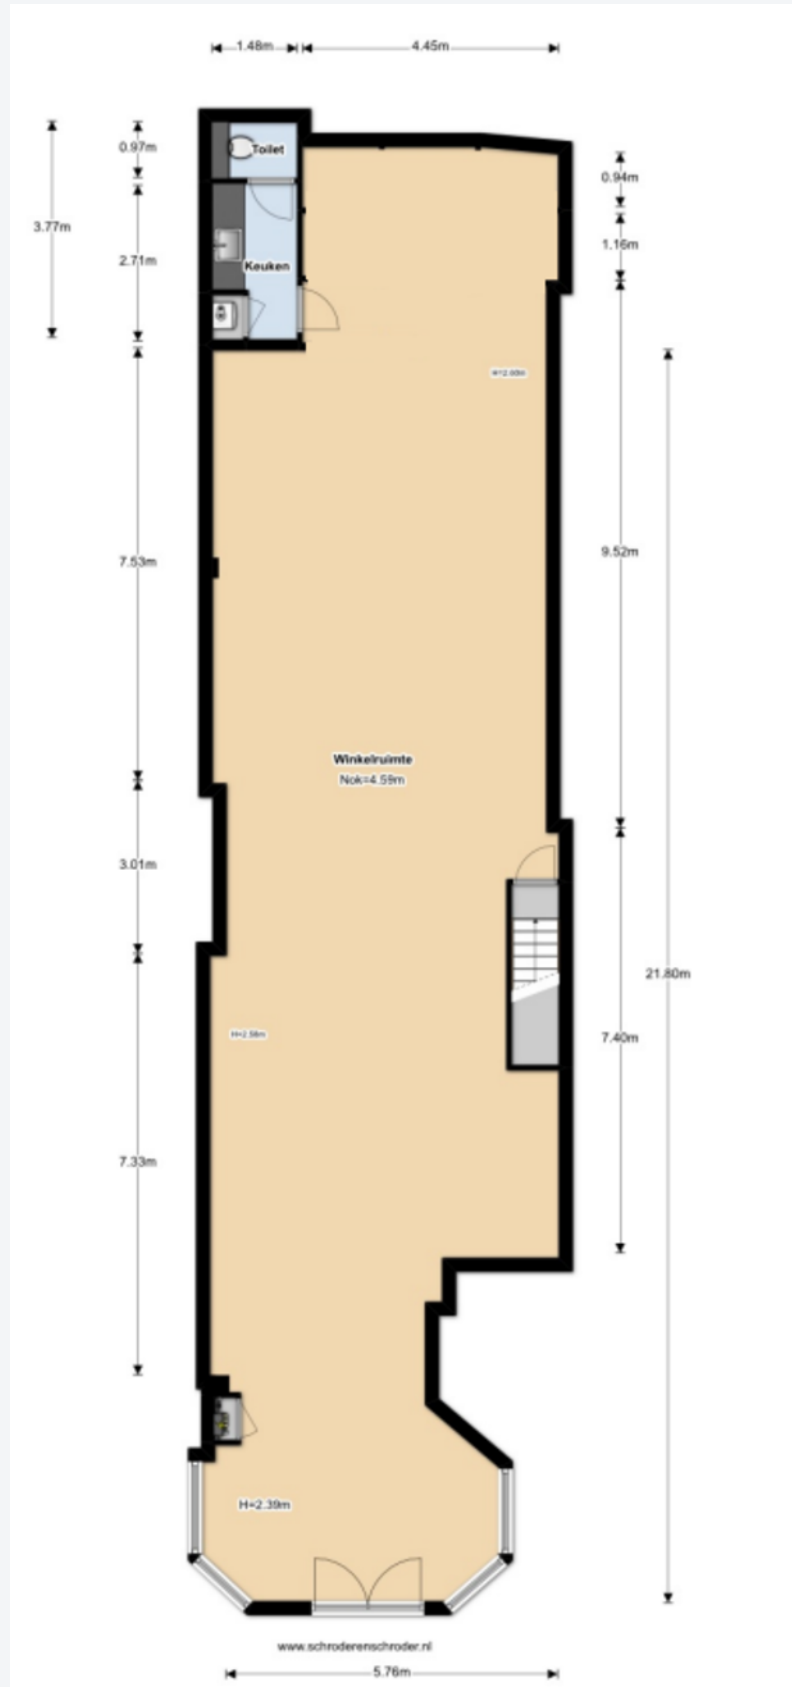 1.48m 4.45m
0.97m
Toilet
0.94m
3.77m
1.16m
2.71m
Keuken
7.53m
9.52m
Winkelruimte
Nok=4.59m
3.01m
21.80m
H=2.58m
7.40m
7.33m
H=2.39m
www.schroderenschroder.nl
5.76m